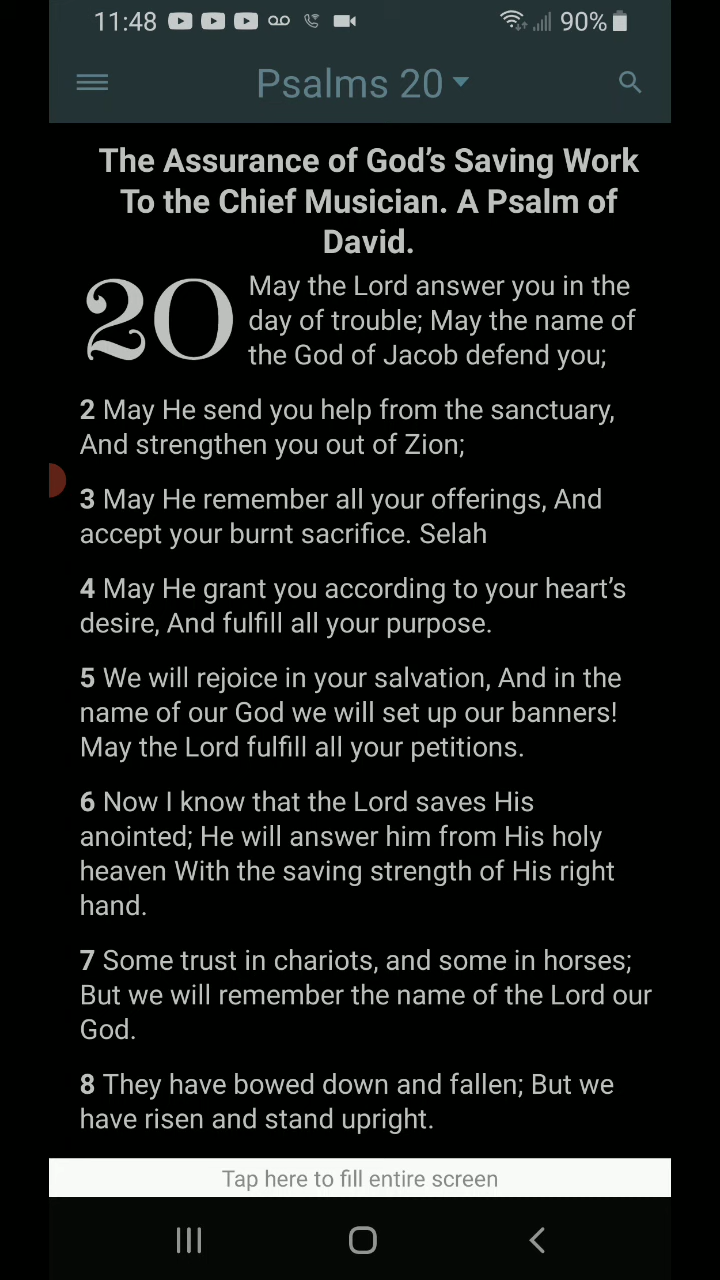 11:48 90%
Psalms 20
The Assurance of God's Saving Work
To the Chief Musician. A Psalm of
David.
20 May the Lord answer you in the
day of trouble; May the name of
the God of Jacob defend you;
2 May He send you help from the sanctuary,
And strengthen you out of Zion;
3 May He remember all your offerings, And
accept your burnt sacrifice. Selah
4 May He grant you according to your heart's
desire, And fulfill all your purpose.
5 We will rejoice in your salvation, And in the
name of our God we will set up our banners!
May the Lord fulfill all your petitions.
6 Now I know that the Lord saves His
anointed; He will answer him from His holy
heaven With the saving strength of His right
hand.
7 Some trust in chariots, and some in horses;
But we will remember the name of the Lord our
God.
8 They have bowed down and fallen; But we
have risen and stand upright.
Tap here to fill entire screen